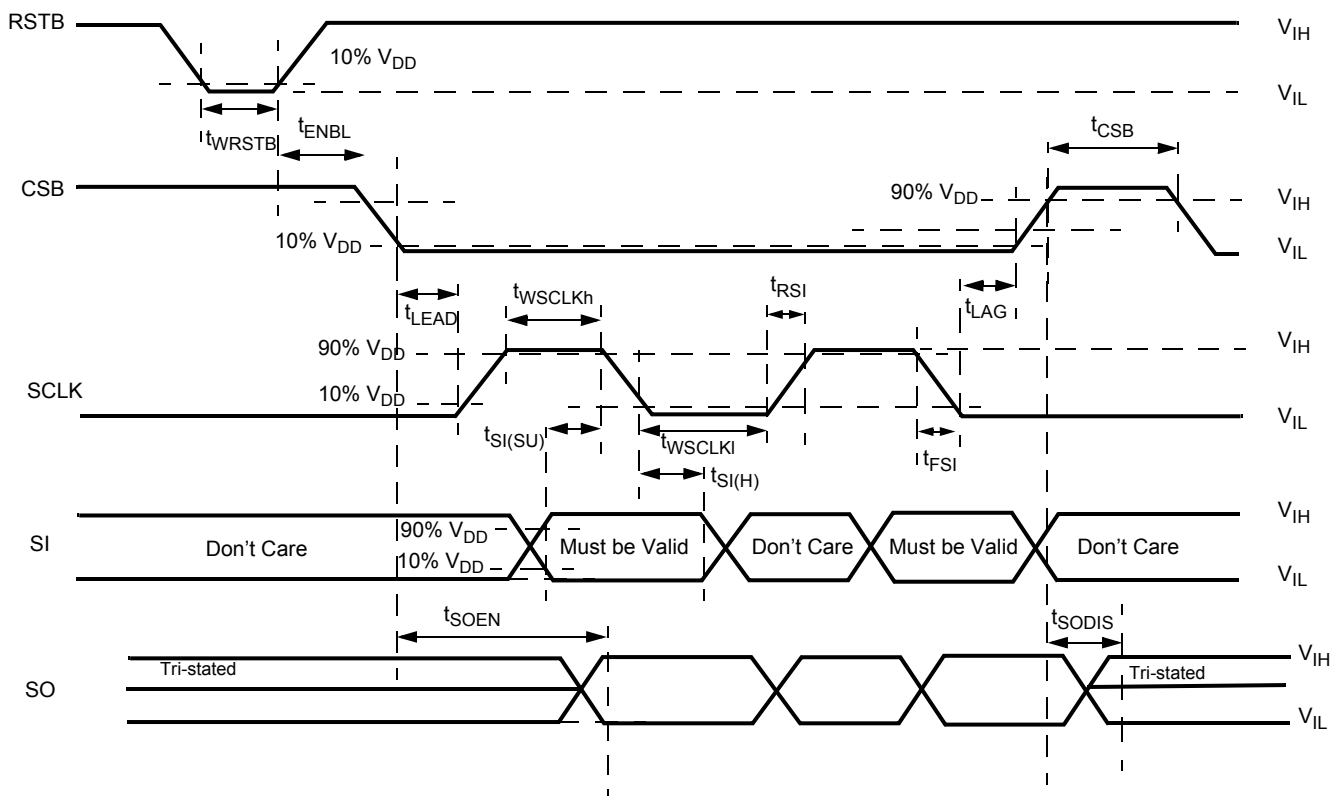 RSTB
V_IH
10% V_DD
V_IL
t_WRSTB
t_ENBL
t_CSB
CSB
90% V_DD
V_IH
10% V_DD
V_IL
t_LEAD
t_WSCLKh
t_RSI
t_LAG
90% V_DD
V_IH
SCLK
10% V_DD
V_IL
t_SI(SU)
t_WSCLKl
t_FSI
t_SI(H)
SI
90% V_DD
V_IH
Don't Care
Must be Valid
Don't Care
Must be Valid
Don't Care
10% V_DD
V_IL
t_SOEN
t_SODIS
SO
Tri-stated
Tri-stated
V_IH
V_IL